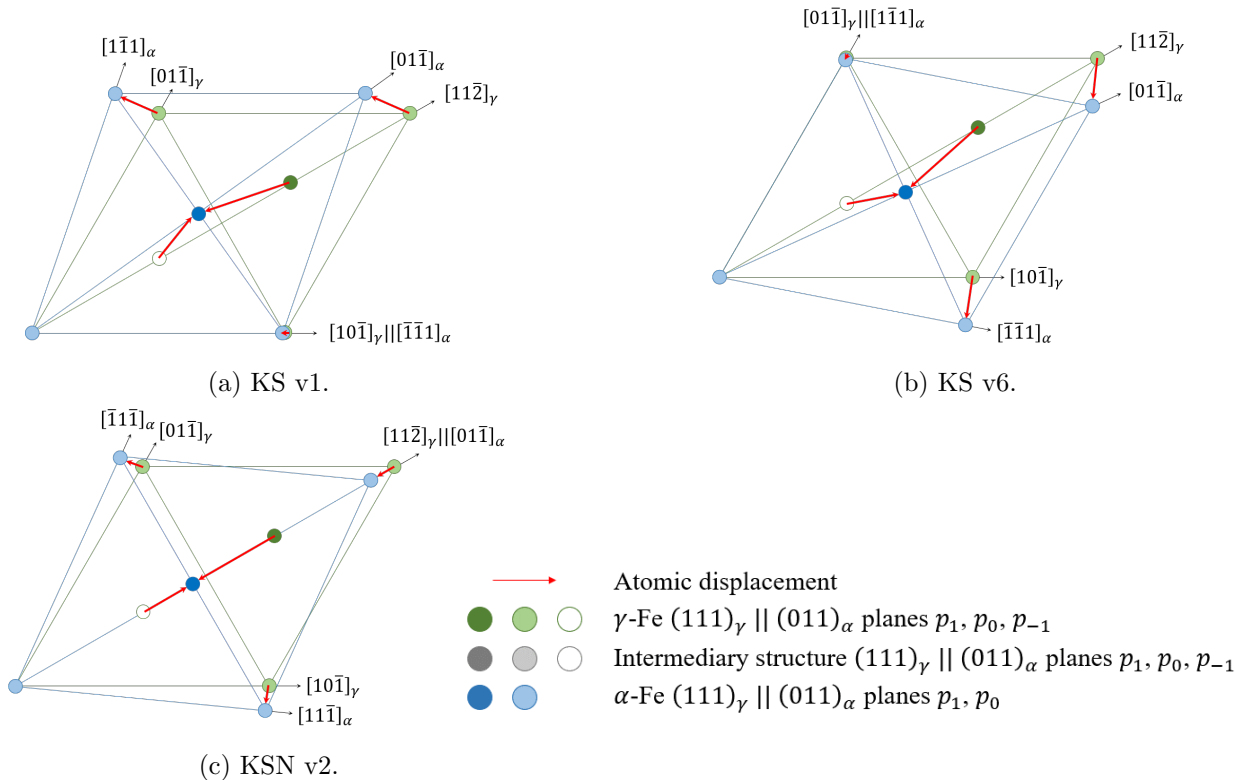 [11̄1]α
[011̄]γ
[011̄]α
[112̄]γ
[101̄]γ||[1̄1̄1]α
(a) KS v1.
[011̄]γ||[11̄1]α
[112̄]γ
[011̄]α
[101̄]γ
[1̄1̄1]α
(b) KS v6.
[1̄11̄]α
[011̄]γ
[112̄]γ||[011̄]α
[101̄]γ
[111̄]α
(c) KSN v2.
Atomic displacement
γ-Fe (111)γ || (011)α planes p₁, p₀, p₋₁
Intermediary structure (111)γ || (011)α planes p₁, p₀, p₋₁
α-Fe (111)γ || (011)α planes p₁, p₀